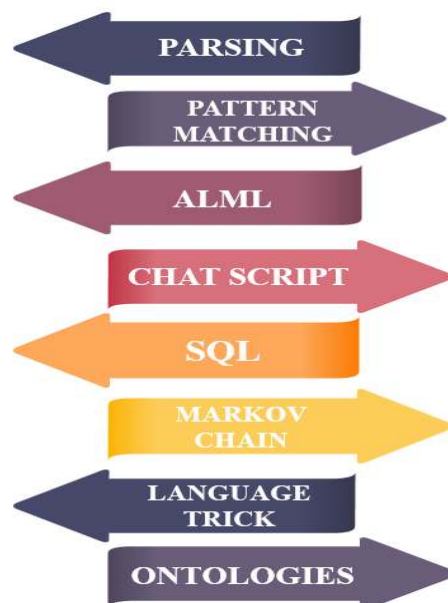 PARSING
PATTERN
MATCHING
ALML
CHAT SCRIPT
SQL
MARKOV
CHAIN
LANGUAGE
TRICK
ONTOLOGIES